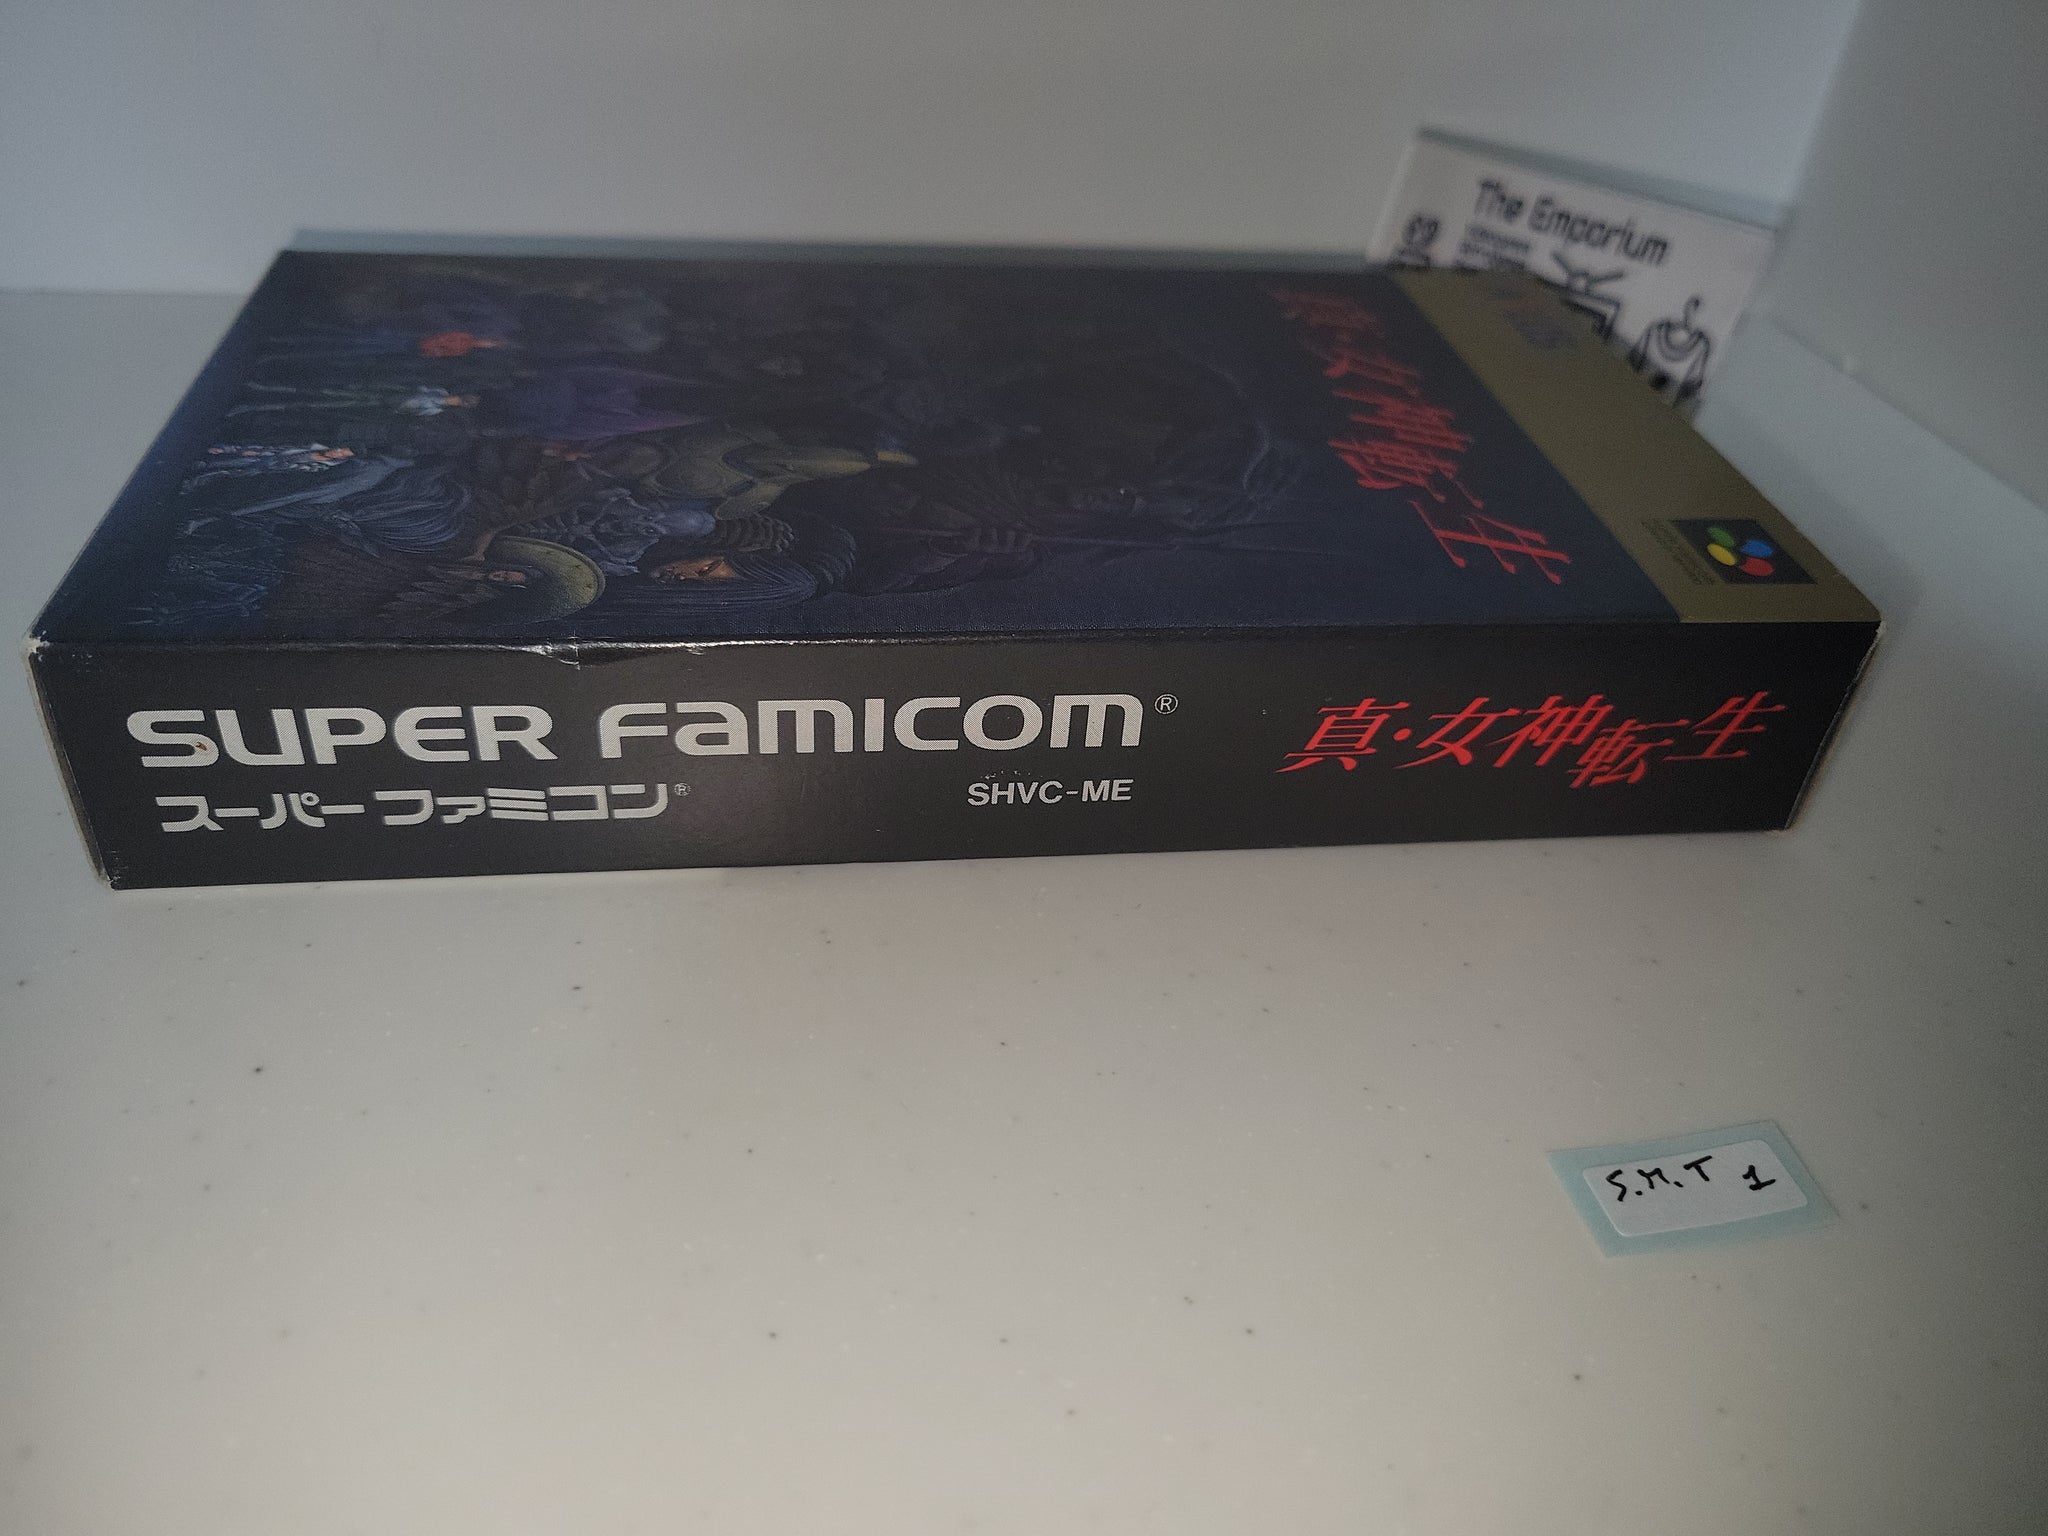 The Emporium
真・女神転生
SUPER FAMICOM®
スーパーファミコン®
SHVC-ME
真・女神転生
S.M.T 1